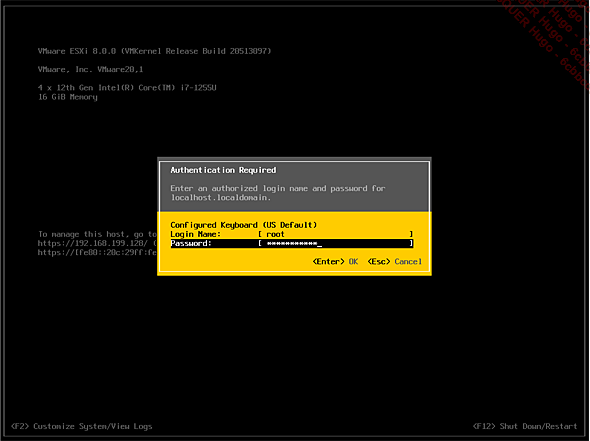 VMware ESXi 8.0.0 (VMKernel Release Build 20513097)
VMware, Inc. VMware20,1
4 x 12th Gen Intel(R) Core(TM) i7-1255U
16 GiB Memory
Authentication Required
Enter an authorized login name and password for
localhost.localdomain.
Configured Keyboard (US Default)
Login Name: [ root ]
Password: [ ***********_ ]
<Enter> OK <Esc> Cancel
To manage this host, go to
https://192.168.199.128/ (
https://[fe80::20c:29ff:fe
<F2> Customize System/View Logs
<F12> Shut Down/Restart